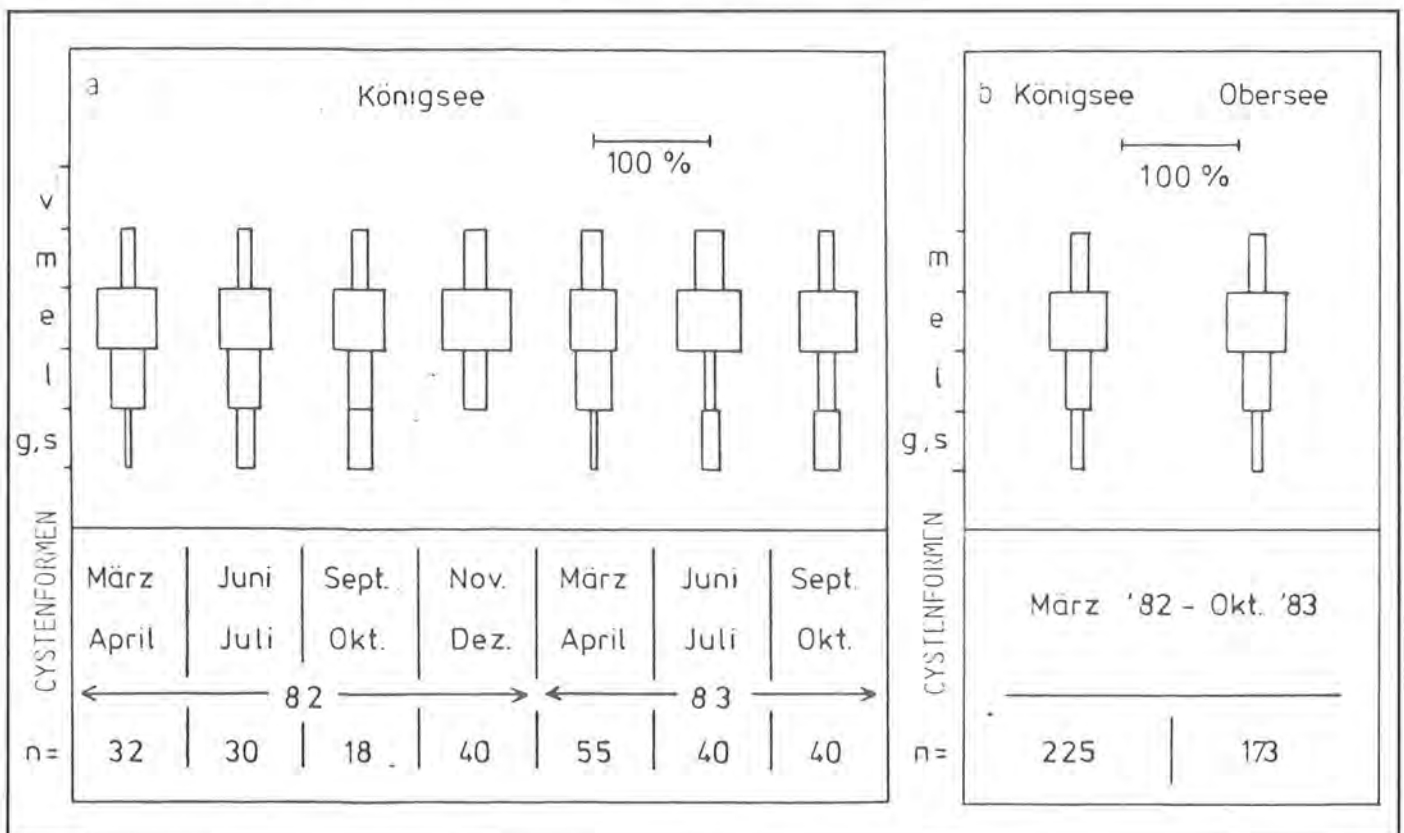 a
Königsee
100 %
v
m
e
l
g,s
CYSTENFORMEN
März Juni Sept. Nov. März Juni Sept.
April Juli Okt. Dez. April Juli Okt.
82 83
n= 32 30 18 40 55 40 40
b Königsee Obersee
100 %
m
e
l
g,s
CYSTENFORMEN
März '82 - Okt. '83
n= 225 173